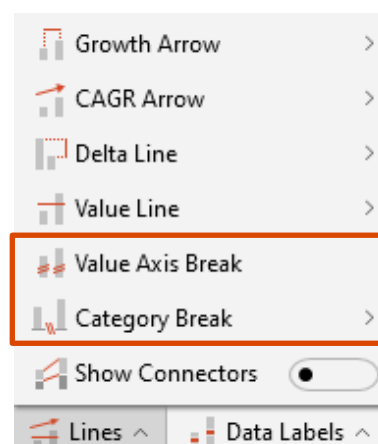 Growth Arrow
CAGR Arrow
Delta Line
Value Line
Value Axis Break
Category Break
Show Connectors
Lines
Data Labels